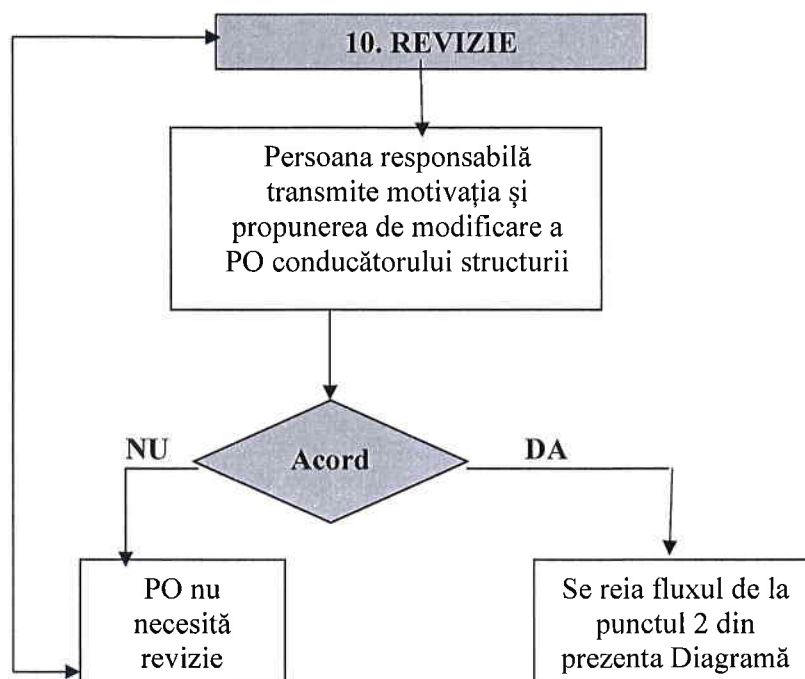 10. REVIZIE
Persoana responsabilă
transmite motivația și
propunerea de modificare a
PO conducătorului structurii
NU
Acord
DA
PO nu
necesită
revizie
Se reia fluxul de la
punctul 2 din
prezenta Diagramă